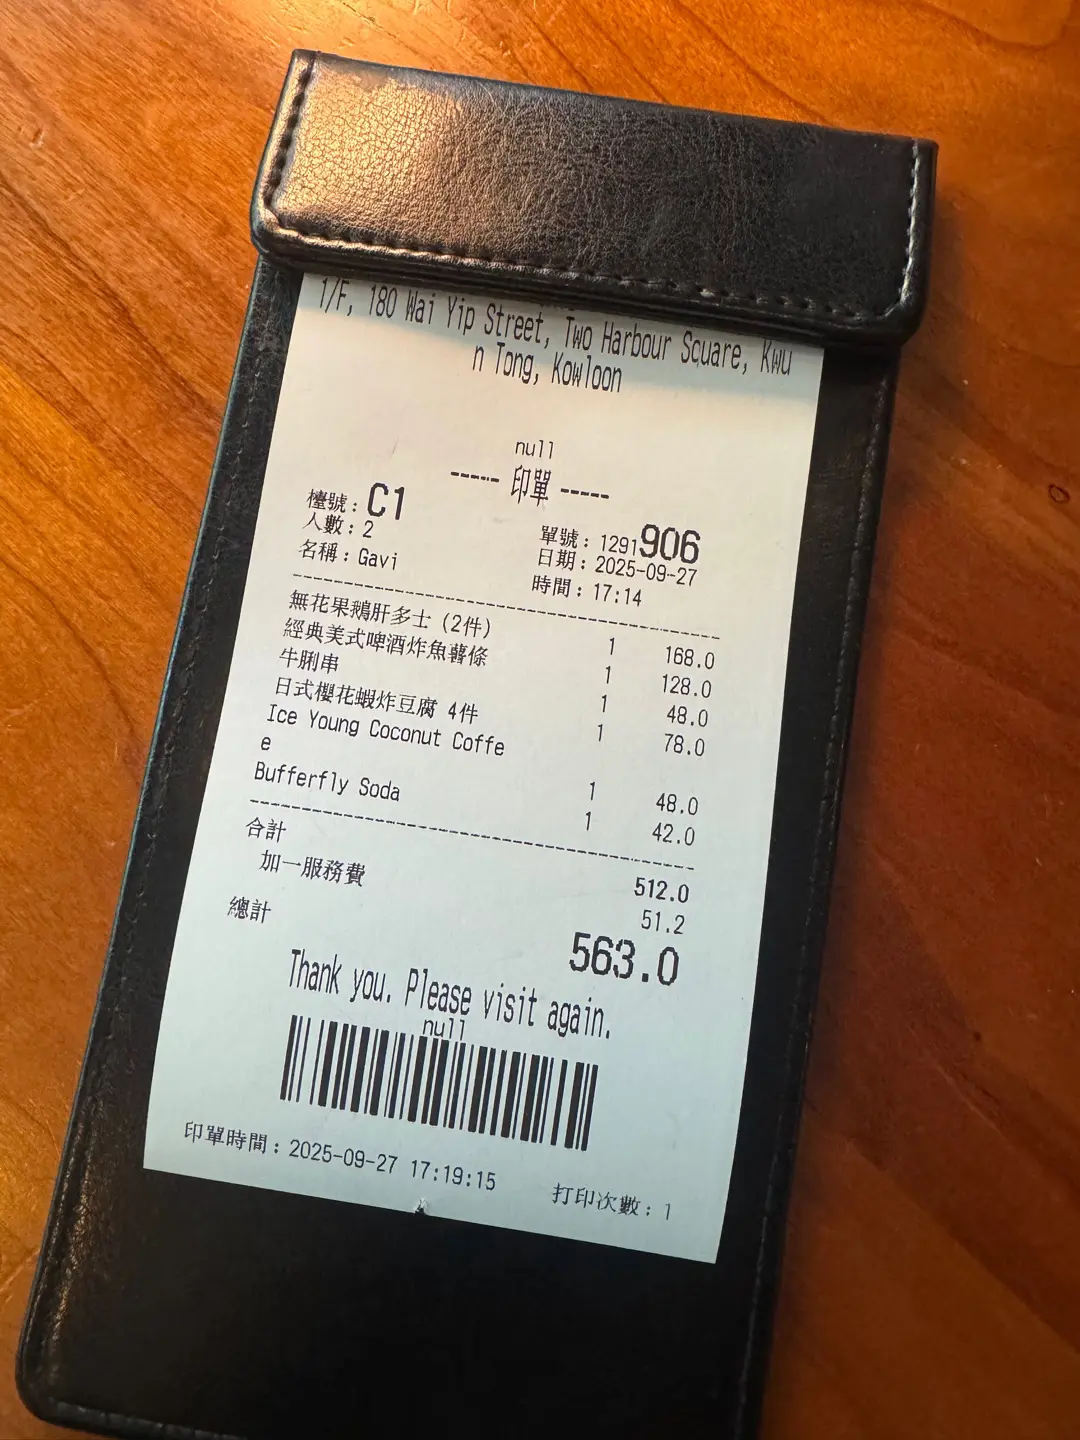 1/F, 180 Wai Yip Street, Two Harbour Square, Kwu
n Tong, Kowloon
null
----- 印單 -----
檯號：C1
人數：2
單號：1291906
名稱：Gavi
日期：2025-09-27
時間：17:14
無花果鵝肝多士 (2件) 1 168.0
經典美式啤酒炸魚薯條 1 128.0
牛脷串 1 48.0
日式櫻花蝦炸豆腐 4件 1 78.0
Ice Young Coconut Coffe
e 1 48.0
Bufferfly Soda 1 42.0
合計 512.0
加一服務費 51.2
總計 563.0
Thank you. Please visit again.
null
印單時間：2025-09-27 17:19:15
打印次數：1